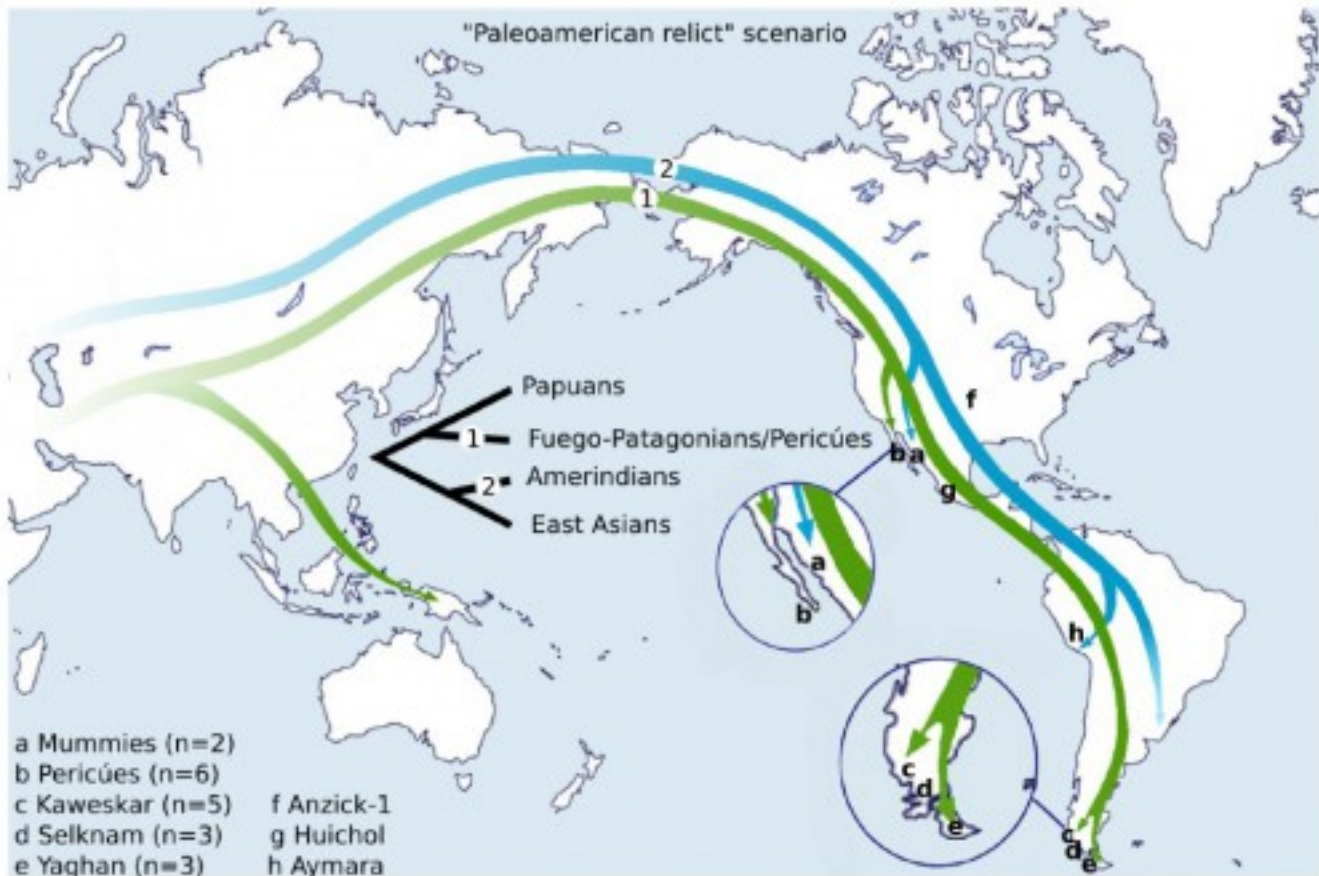 "Paleoamerican relict" scenario
2
1
Papuans
1 Fuego-Patagonians/Pericúes
2 Amerindians
East Asians
f
b a
g
a
b
h
c
d
e
c
d
e
a Mummies (n=2)
b Pericúes (n=6)
c Kaweskar (n=5) f Anzick-1
d Selknam (n=3) g Huichol
e Yaghan (n=3) h Aymara